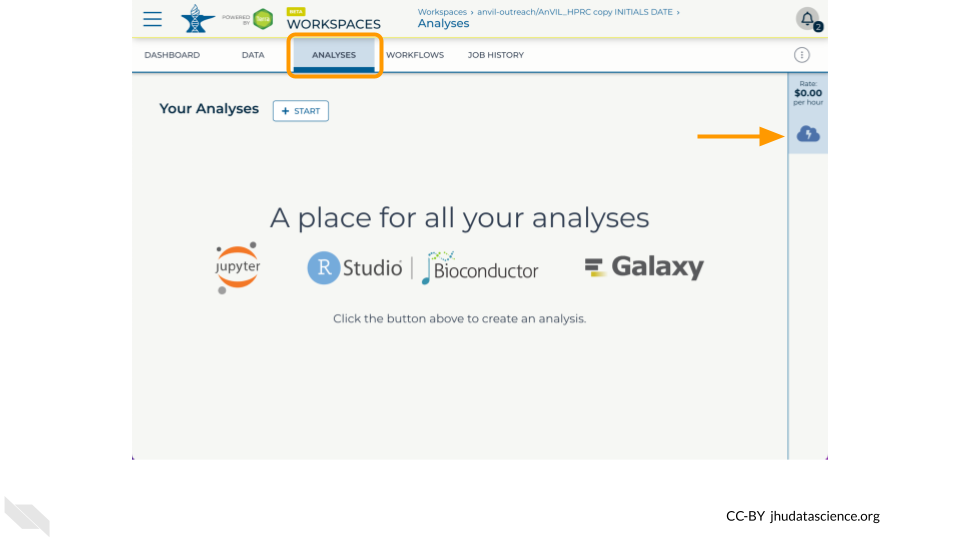 POWERED BY Terra
BETA
WORKSPACES
Workspaces › anvil-outreach/AnVIL_HPRC copy INITIALS DATE ›
Analyses
2
DASHBOARD DATA ANALYSES WORKFLOWS JOB HISTORY
Rate:
$0.00
per hour
Your Analyses + START
A place for all your analyses
jupyter R Studio | Bioconductor Galaxy
Click the button above to create an analysis.
CC-BY jhudatascience.org